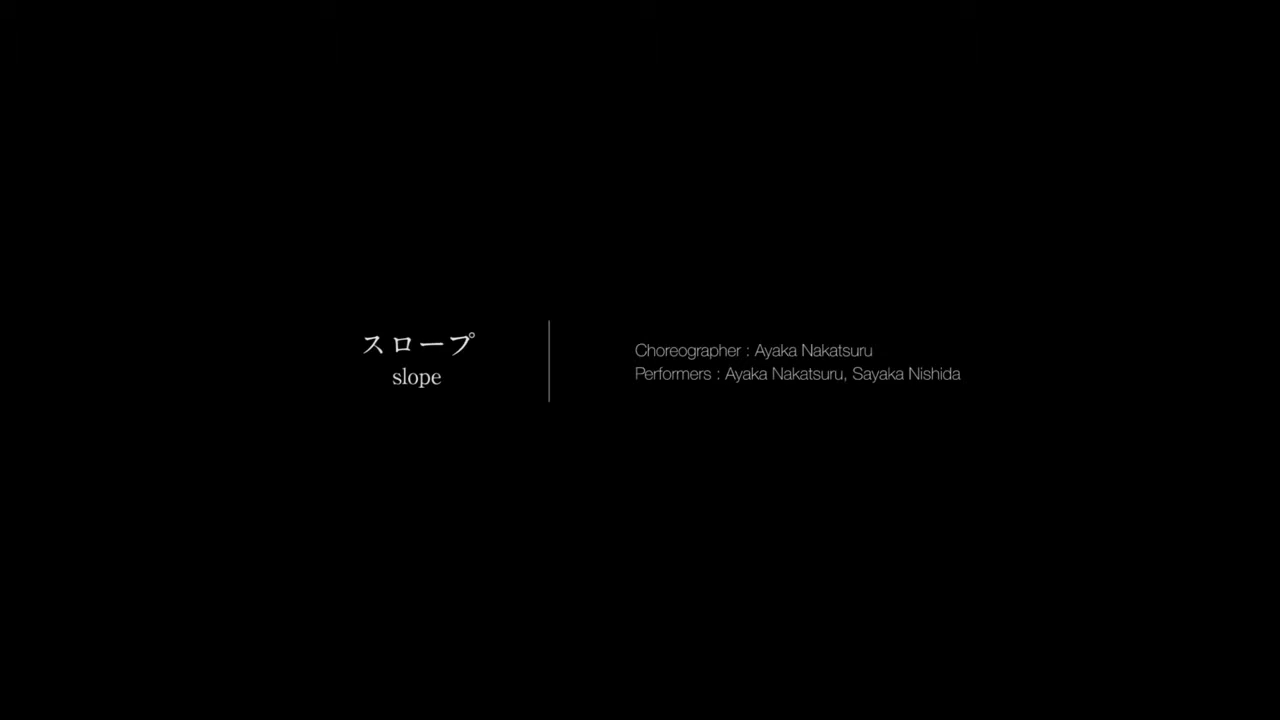 スロープ
slope
Choreographer : Ayaka Nakatsuru
Performers : Ayaka Nakatsuru, Sayaka Nishida